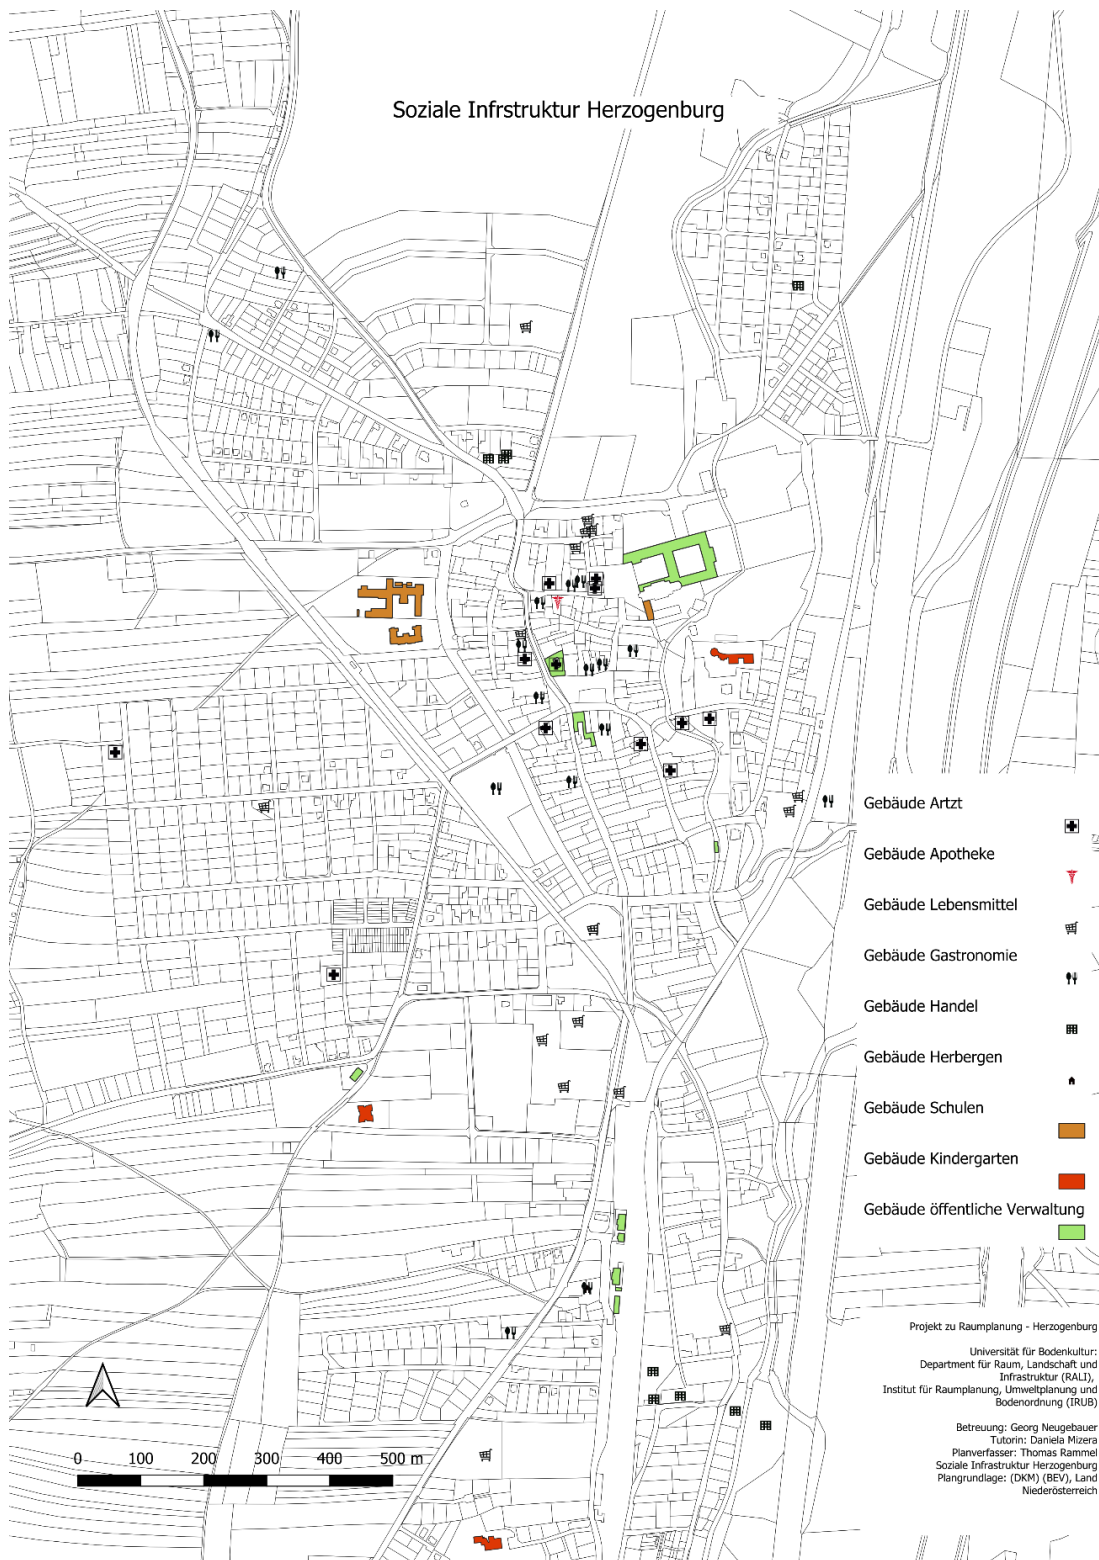 Soziale Infrstruktur Herzogenburg
Gebäude Artzt
Gebäude Apotheke
Gebäude Lebensmittel
Gebäude Gastronomie
Gebäude Handel
Gebäude Herbergen
Gebäude Schulen
Gebäude Kindergarten
Gebäude öffentliche Verwaltung
Projekt zu Raumplanung - Herzogenburg
Universität für Bodenkultur:
Department für Raum, Landschaft und
Infrastruktur (RALI),
Institut für Raumplanung, Umweltplanung und
Bodenordnung (IRUB)
Betreuung: Georg Neugebauer
Tutorin: Daniela Mizera
Planverfasser: Thomas Rammel
Soziale Infrastruktur Herzogenburg
Plangrundlage: (DKM) (BEV), Land
Niederösterreich
0 100 200 300 400 500 m